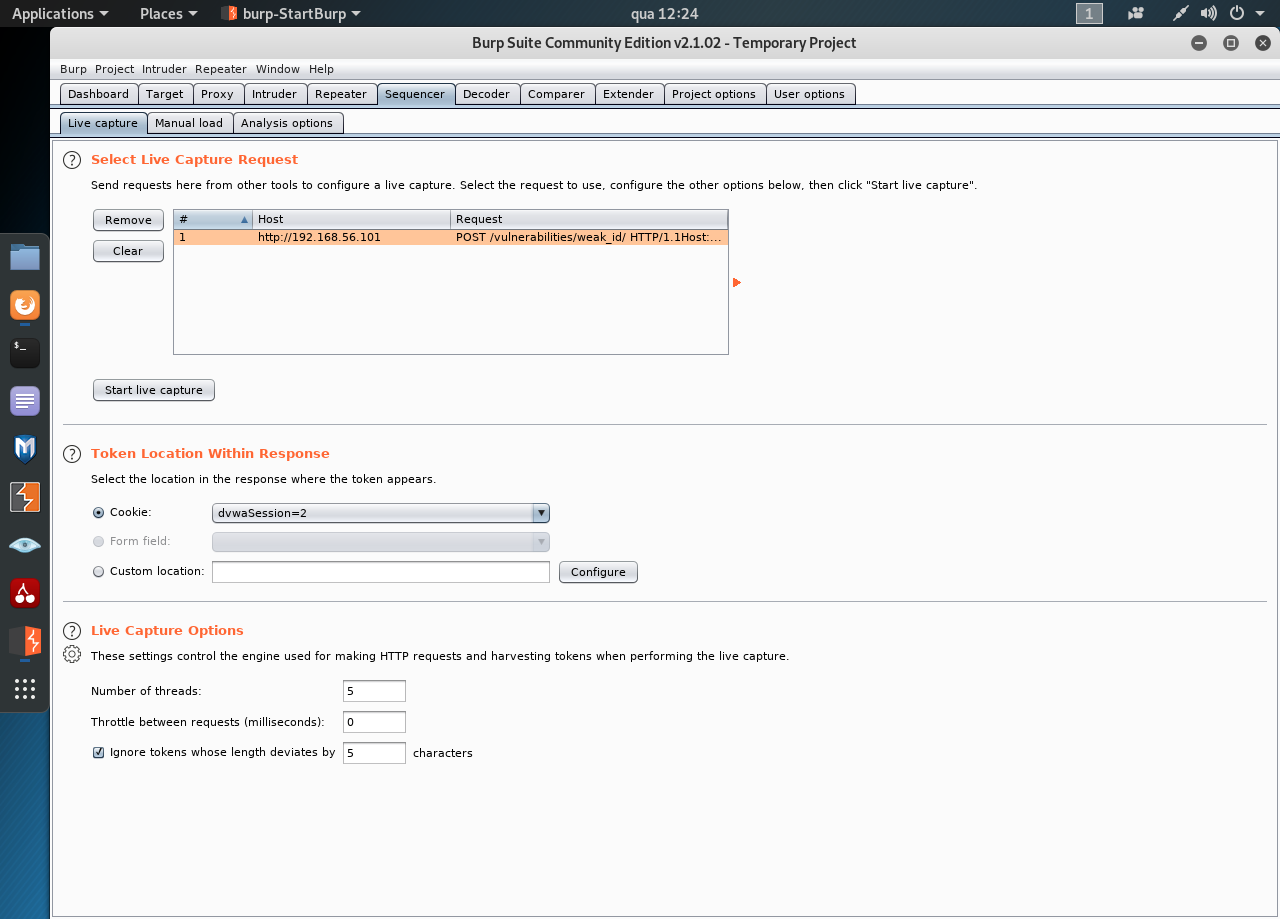 Applications Places burp-StartBurp qua 12:24 1
Burp Suite Community Edition v2.1.02 - Temporary Project
Burp Project Intruder Repeater Window Help
Dashboard Target Proxy Intruder Repeater Sequencer Decoder Comparer Extender Project options User options
Live capture Manual load Analysis options
? Select Live Capture Request
Send requests here from other tools to configure a live capture. Select the request to use, configure the other options below, then click "Start live capture".
Remove # Host Request
1 http://192.168.56.101 POST /vulnerabilities/weak_id/ HTTP/1.1Host:...
Clear
$_
Start live capture
? Token Location Within Response
Select the location in the response where the token appears.
Cookie: dvwaSession=2
Form field:
Custom location: Configure
? Live Capture Options
These settings control the engine used for making HTTP requests and harvesting tokens when performing the live capture.
Number of threads: 5
Throttle between requests (milliseconds): 0
Ignore tokens whose length deviates by 5 characters